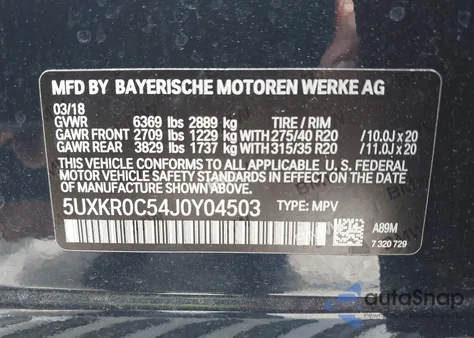 MFD BY BAYERISCHE MOTOREN WERKE AG
03/18
GVWR 6369 lbs 2889 kg TIRE / RIM
GAWR FRONT 2709 lbs 1229 kg WITH 275/40 R20 /10.0J x 20
GAWR REAR 3829 lbs 1737 kg WITH 315/35 R20 /11.0J x 20
THIS VEHICLE CONFORMS TO ALL APPLICABLE U. S. FEDERAL
MOTOR VEHICLE SAFETY STANDARDS IN EFFECT ON THE
DATE OF MANUFACTURE SHOWN ABOVE.
5UXKR0C54J0Y04503 TYPE: MPV
A89M
7 320 729
autoSnap